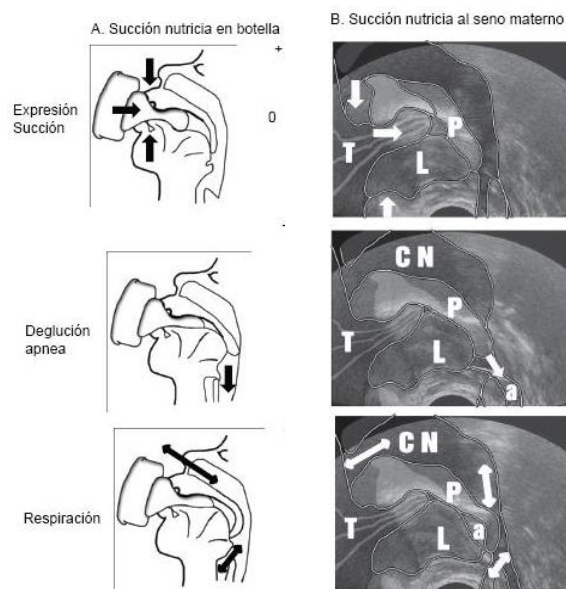 A. Succión nutricia en botella
B. Succión nutricia al seno materno
+
Expresión
Succión
0
-
T
P
L
Deglución
apnea
C N
P
T
L
a
Respiración
C N
P
T
L
a